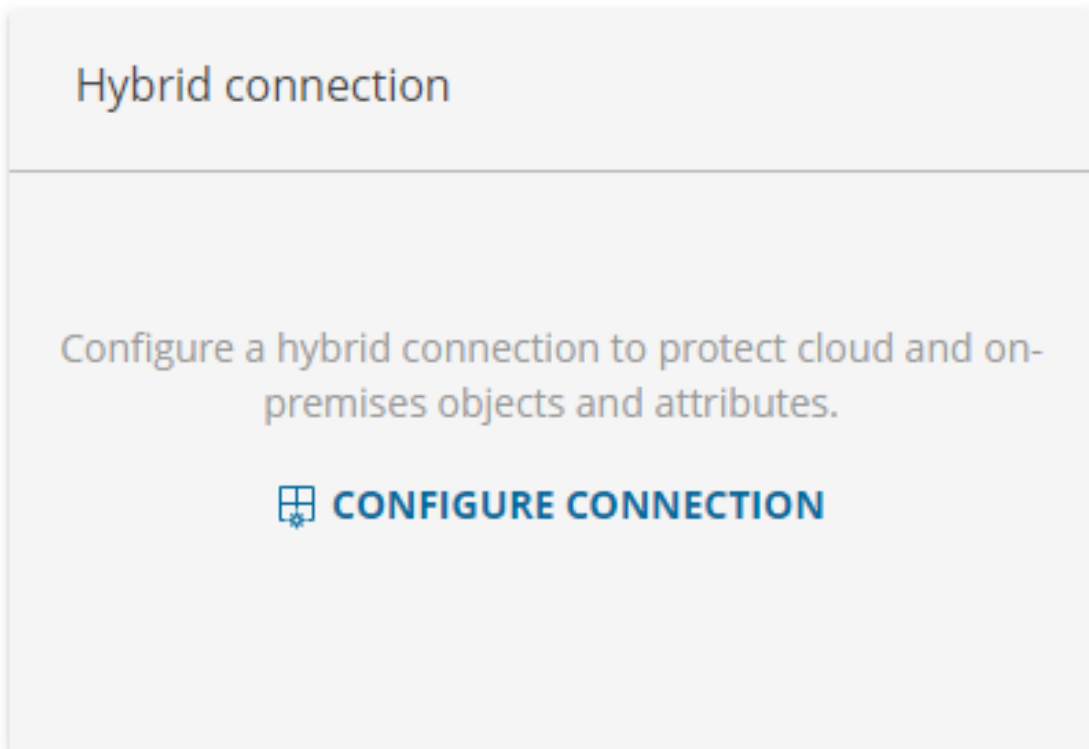 Hybrid connection
Configure a hybrid connection to protect cloud and on-
premises objects and attributes.
CONFIGURE CONNECTION